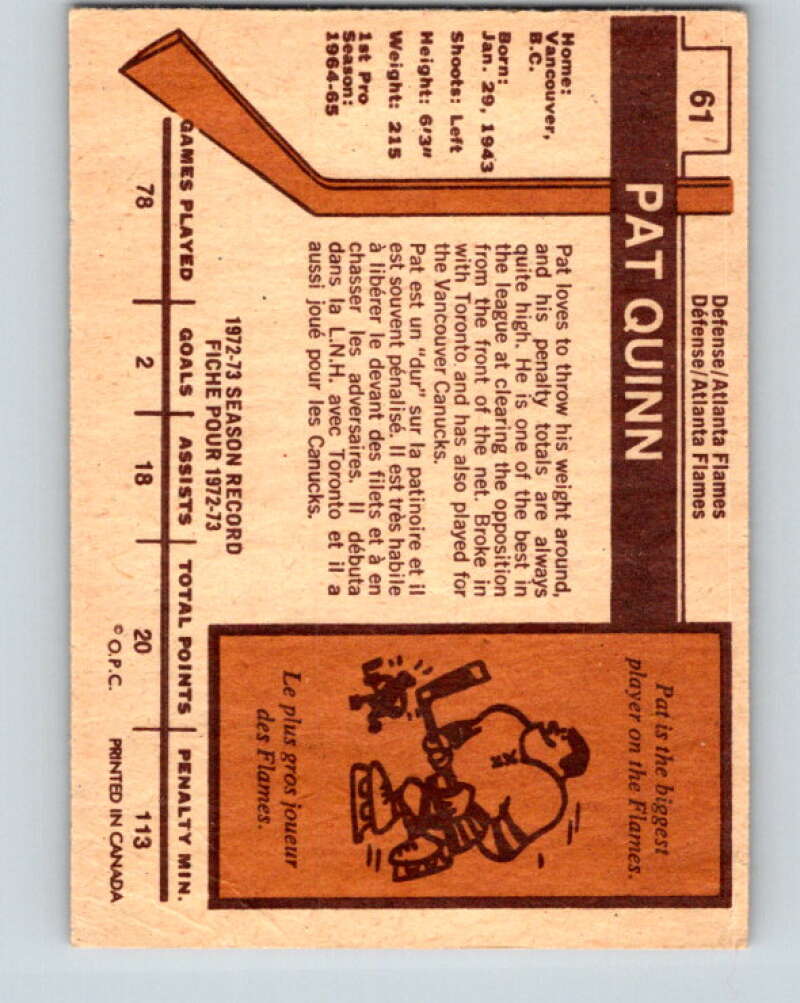 61
Defense/Atlanta Flames
Défense/Atlanta Flames
PAT QUINN
Home:
Vancouver,
B.C.
Born:
Jan. 29, 1943
Shoots: Left
Height: 6'3"
Weight: 215
1st Pro
Season:
1964-65
Pat loves to throw his weight around,
and his penalty totals are always
quite high. He is one of the best in
the league at clearing the opposition
from the front of the net. Broke in
with Toronto and has also played for
the Vancouver Canucks.
Pat est un "dur" sur la patinoire et il
est souvent pénalisé. Il est très habile
à libérer le devant des filets et à en
chasser les adversaires. Il débuta
dans la L.N.H. avec Toronto et il a
aussi joué pour les Canucks.
Pat is the biggest
player on the Flames.
Le plus gros joueur
des Flames.
1972-73 SEASON RECORD
FICHE POUR 1972-73
GAMES PLAYED GOALS ASSISTS TOTAL POINTS PENALTY MIN.
78 2 18 20 113
© O.P.C. PRINTED IN CANADA